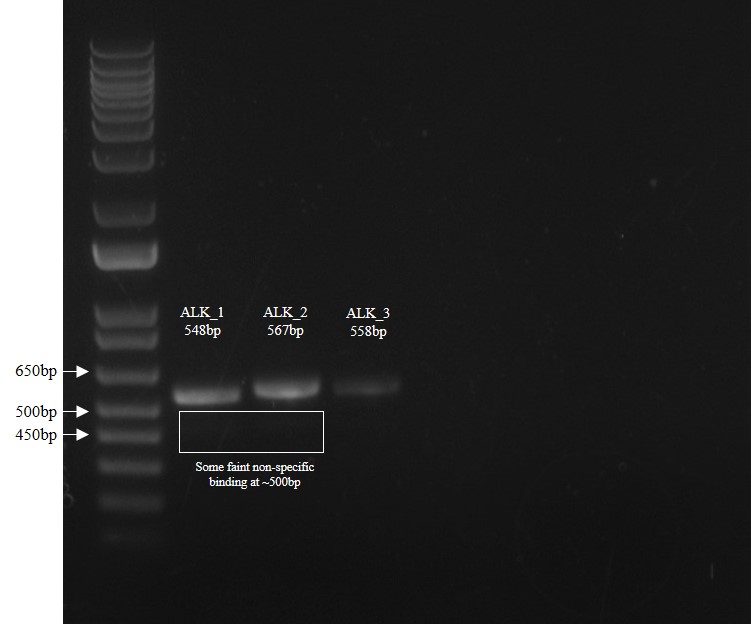 ALK_1
548bp
ALK_2
567bp
ALK_3
558bp
650bp
500bp
450bp
Some faint non-specific
binding at ~500bp